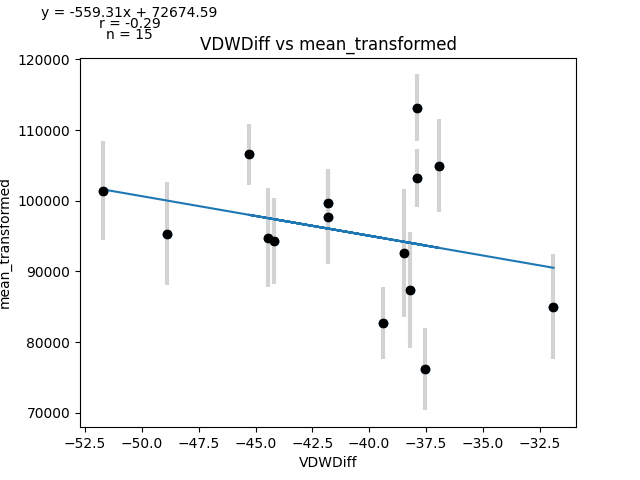 y = -559.31x + 72674.59
r = -0.29
n = 15
VDWDiff vs mean_transformed
120000
110000
100000
90000
80000
70000
mean_transformed
−52.5 −50.0 −47.5 −45.0 −42.5 −40.0 −37.5 −35.0 −32.5
VDWDiff